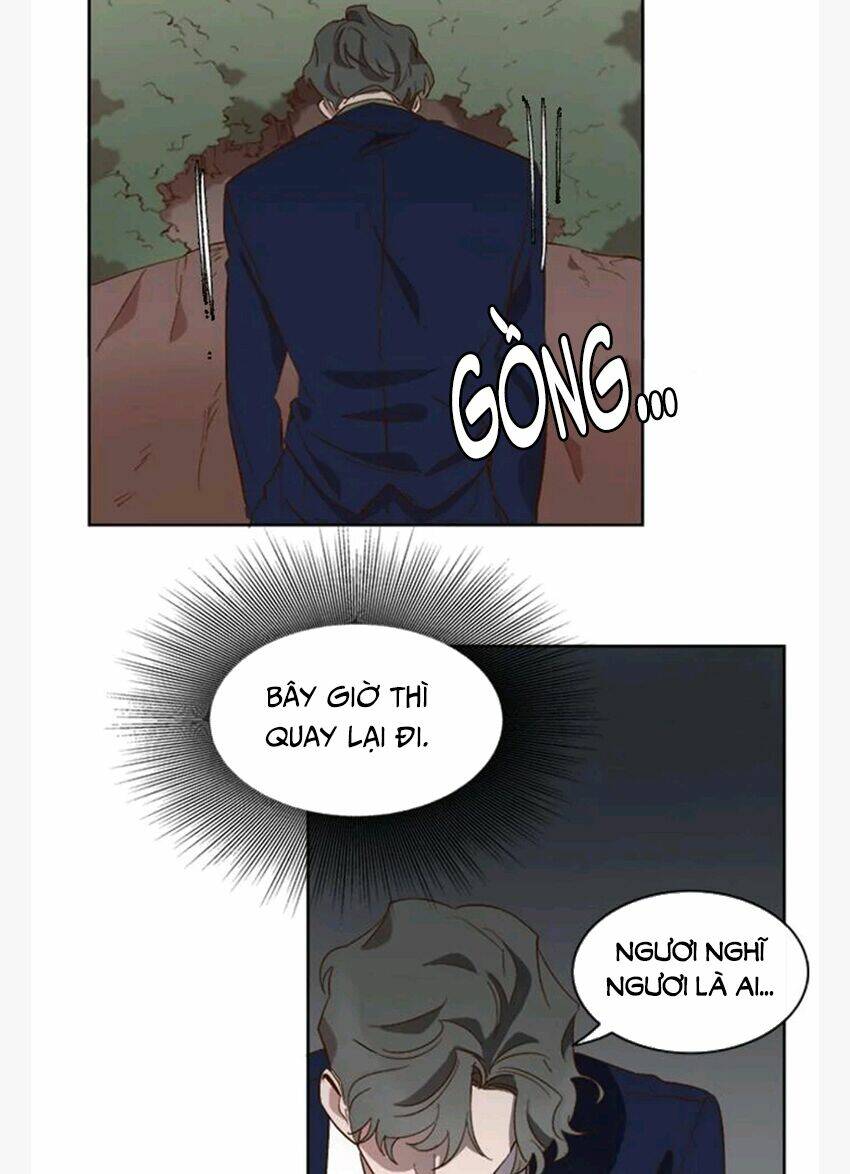 GỒNG...
BÂY GIỜ THÌ
QUAY LẠI ĐI.
NGƯƠI NGHĨ
NGƯƠI LÀ AI...